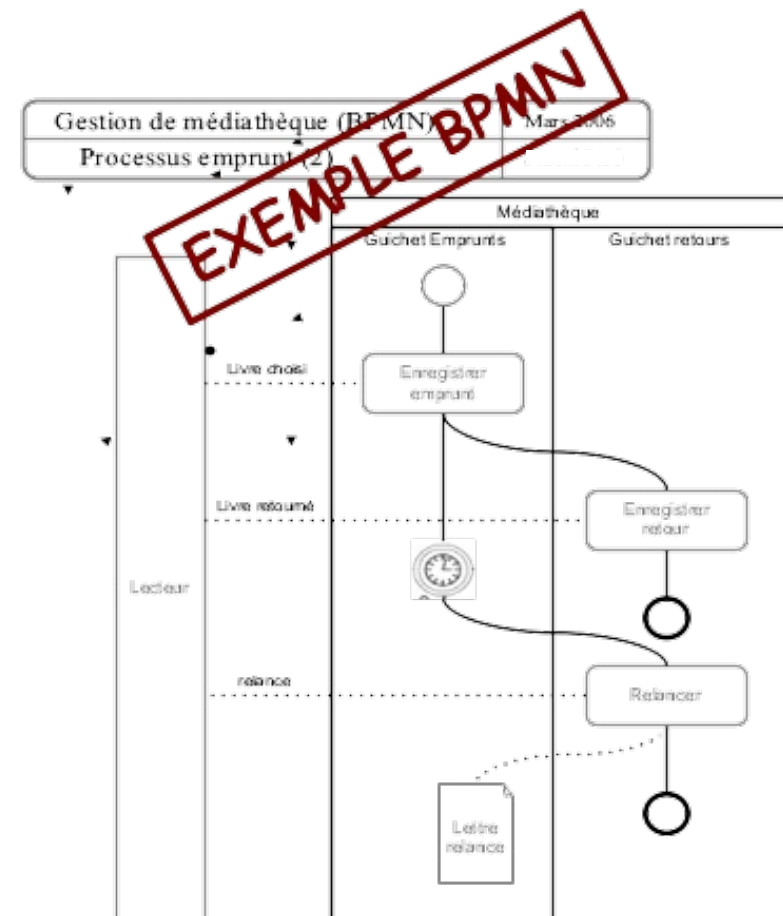 Gestion de médiathèque (BPMN)
Mars 2006
Processus emprunt (2)
EXEMPLE BPMN
Médiathèque
Guichet Emprunts
Guichet retours
Livre choisi
Enregistrer
emprunt
Livre retourné
Enregistrer
retour
Lecteur
relance
Relancer
Lettre
relance